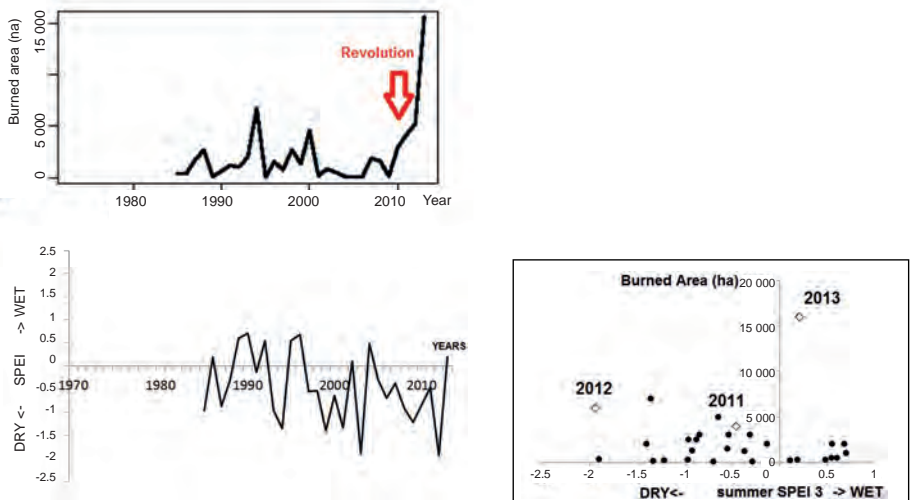 Burned area (na)
15 000
5 000
0
Revolution
1980 1990 2000 2010 Year
DRY <- SPEI -> WET
2.5
2
1.5
1
0.5
0
-0.5
-1
-1.5
-2
-2.5
YEARS
1970 1980 1990 2000 2010
Burned Area (ha)
20 000
15 000
10 000
5 000
0
2013
2012
2011
-2.5 -2 -1.5 -1 -0.5 0 0.5 1
DRY<- summer SPEI 3 -> WET